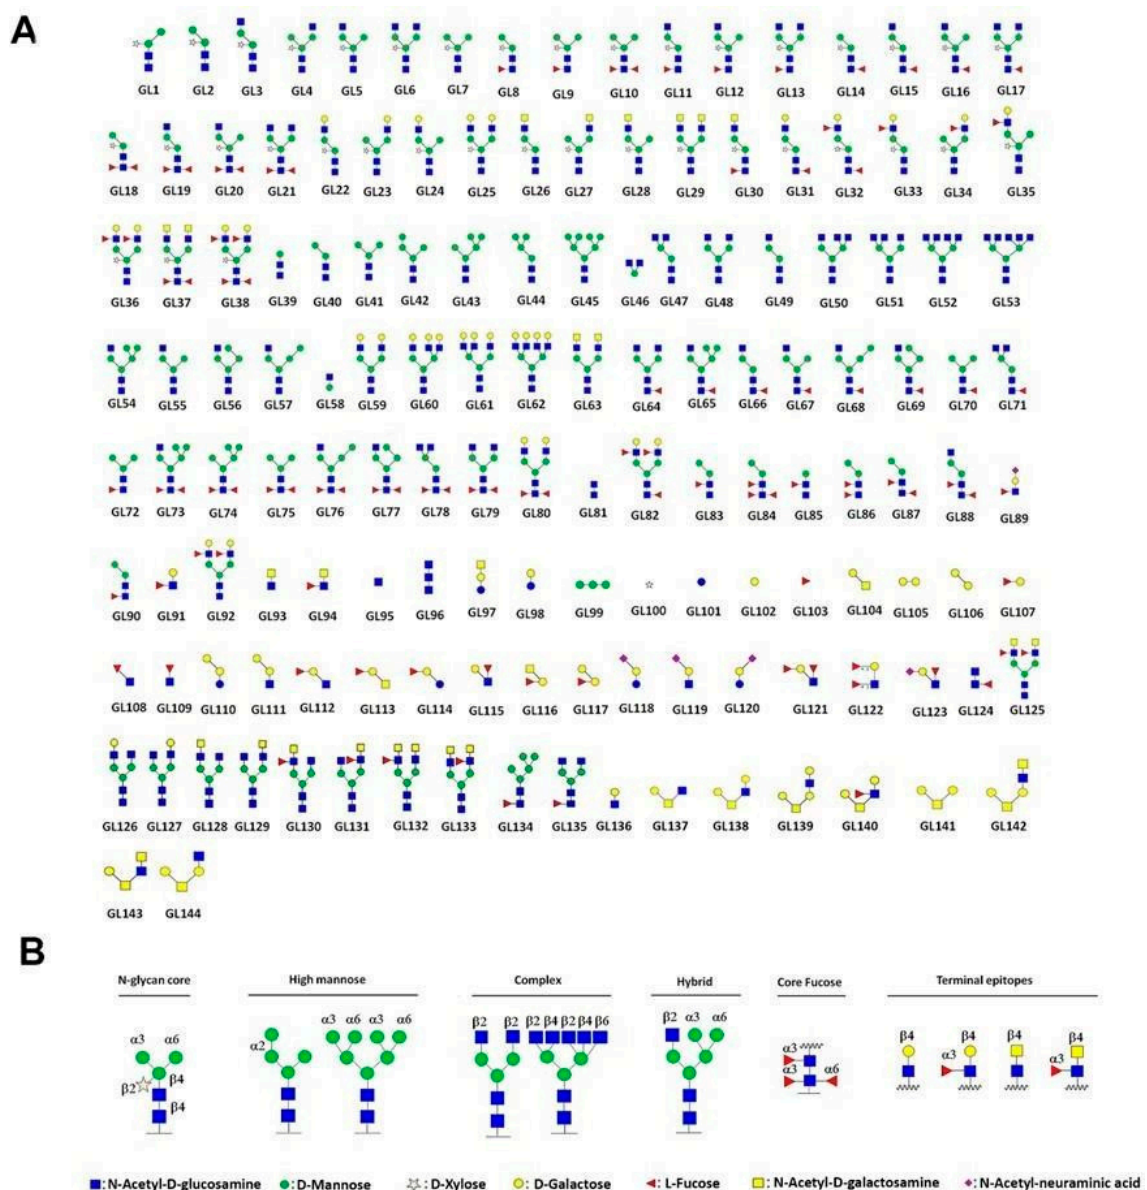 A
GL1 GL2 GL3 GL4 GL5 GL6 GL7 GL8 GL9 GL10 GL11 GL12 GL13 GL14 GL15 GL16 GL17
GL18 GL19 GL20 GL21 GL22 GL23 GL24 GL25 GL26 GL27 GL28 GL29 GL30 GL31 GL32 GL33 GL34 GL35
GL36 GL37 GL38 GL39 GL40 GL41 GL42 GL43 GL44 GL45 GL46 GL47 GL48 GL49 GL50 GL51 GL52 GL53
GL54 GL55 GL56 GL57 GL58 GL59 GL60 GL61 GL62 GL63 GL64 GL65 GL66 GL67 GL68 GL69 GL70 GL71
GL72 GL73 GL74 GL75 GL76 GL77 GL78 GL79 GL80 GL81 GL82 GL83 GL84 GL85 GL86 GL87 GL88 GL89
GL90 GL91 GL92 GL93 GL94 GL95 GL96 GL97 GL98 GL99 GL100 GL101 GL102 GL103 GL104 GL105 GL106 GL107
GL108 GL109 GL110 GL111 GL112 GL113 GL114 GL115 GL116 GL117 GL118 GL119 GL120 GL121 GL122 GL123 GL124 GL125
GL126 GL127 GL128 GL129 GL130 GL131 GL132 GL133 GL134 GL135 GL136 GL137 GL138 GL139 GL140 GL141 GL142
GL143 GL144
B
N-glycan core High mannose Complex Hybrid Core Fucose Terminal epitopes
α3 α6 α3 α6 α3 α6 β2 β2 β2 β4 β2 β4 β6 β2 α3 α6 β4 β4 β4 β4
α2 α3 α3 α3
β2 β4 α3 α6
β4
: N-Acetyl-D-glucosamine : D-Mannose : D-Xylose : D-Galactose : L-Fucose : N-Acetyl-D-galactosamine : N-Acetyl-neuraminic acid